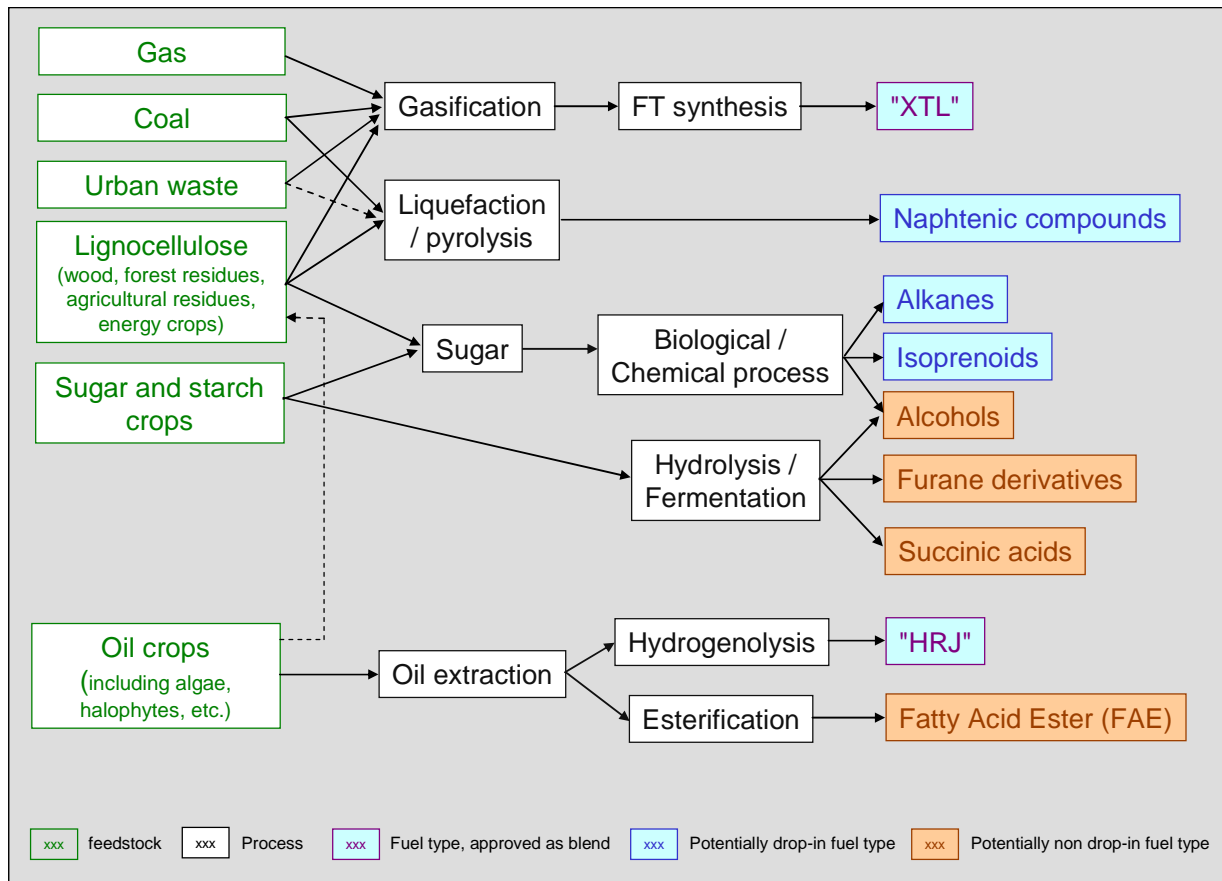 Gas
Coal
Urban waste
Lignocellulose
(wood, forest residues,
agricultural residues,
energy crops)
Sugar and starch
crops
Oil crops
(including algae,
halophytes, etc.)
Gasification
FT synthesis
"XTL"
Liquefaction
/ pyrolysis
Naphtenic compounds
Sugar
Biological /
Chemical process
Alkanes
Isoprenoids
Alcohols
Hydrolysis /
Fermentation
Furane derivatives
Succinic acids
Oil extraction
Hydrogenolysis
"HRJ"
Esterification
Fatty Acid Ester (FAE)
xxx feedstock
xxx Process
xxx Fuel type, approved as blend
xxx Potentially drop-in fuel type
xxx Potentially non drop-in fuel type